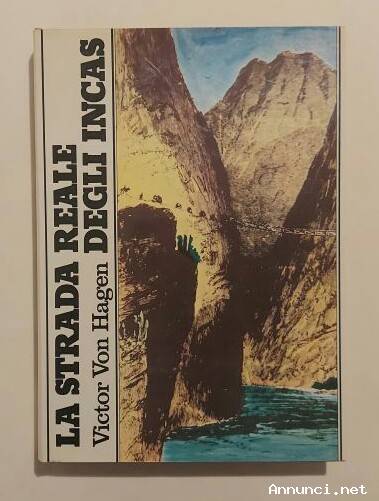 LA STRADA REALE
DEGLI INCAS
Victor Von Hagen
Annunci.net